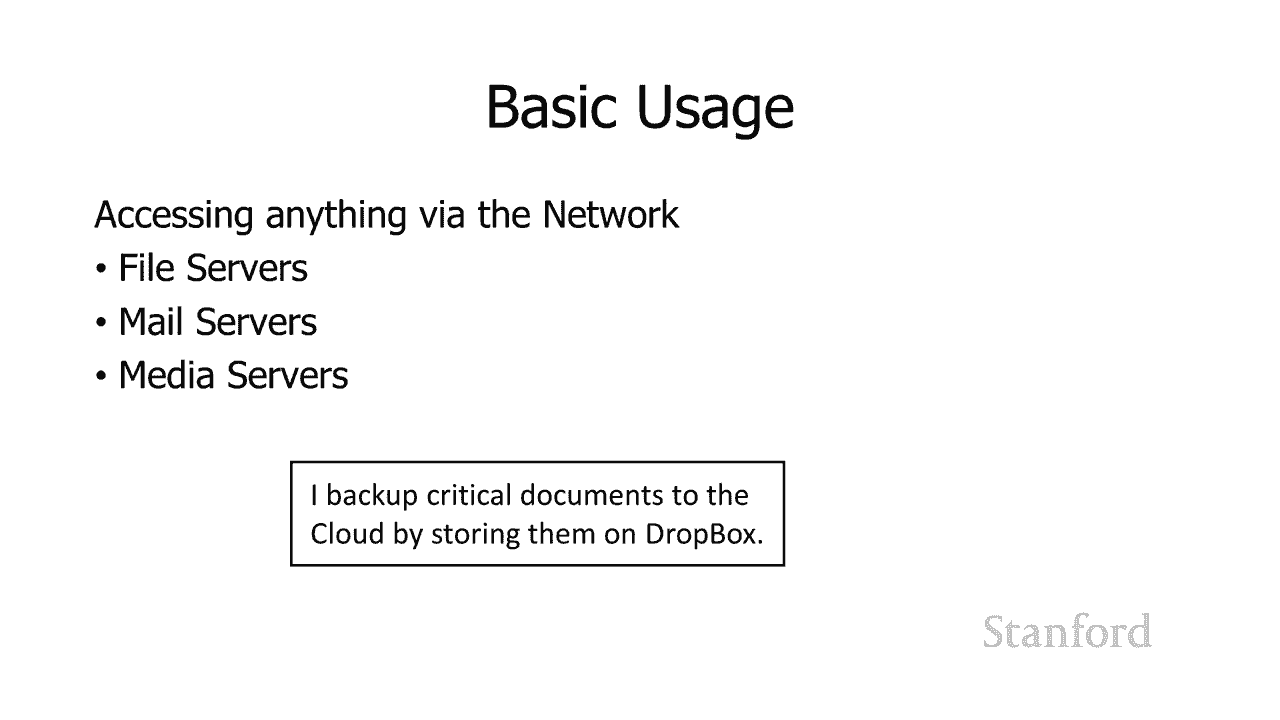 Basic Usage
Accessing anything via the Network
• File Servers
• Mail Servers
• Media Servers
I backup critical documents to the
Cloud by storing them on DropBox.
Stanford